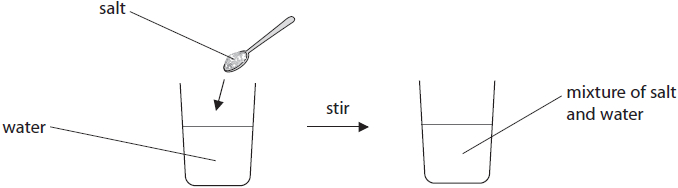 salt
water
stir
mixture of salt
and water